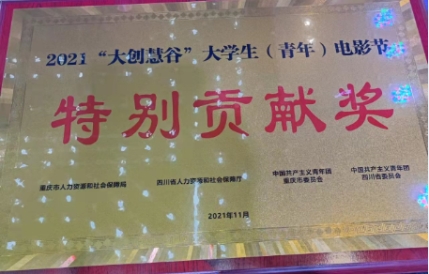 2021“大创慧谷”大学生（青年）电影节
特别贡献奖
重庆市人力资源和社会保障局 四川省人力资源和社会保障厅 中国共产主义青年团重庆市委员会 中国共产主义青年团四川省委员会
2021年11月